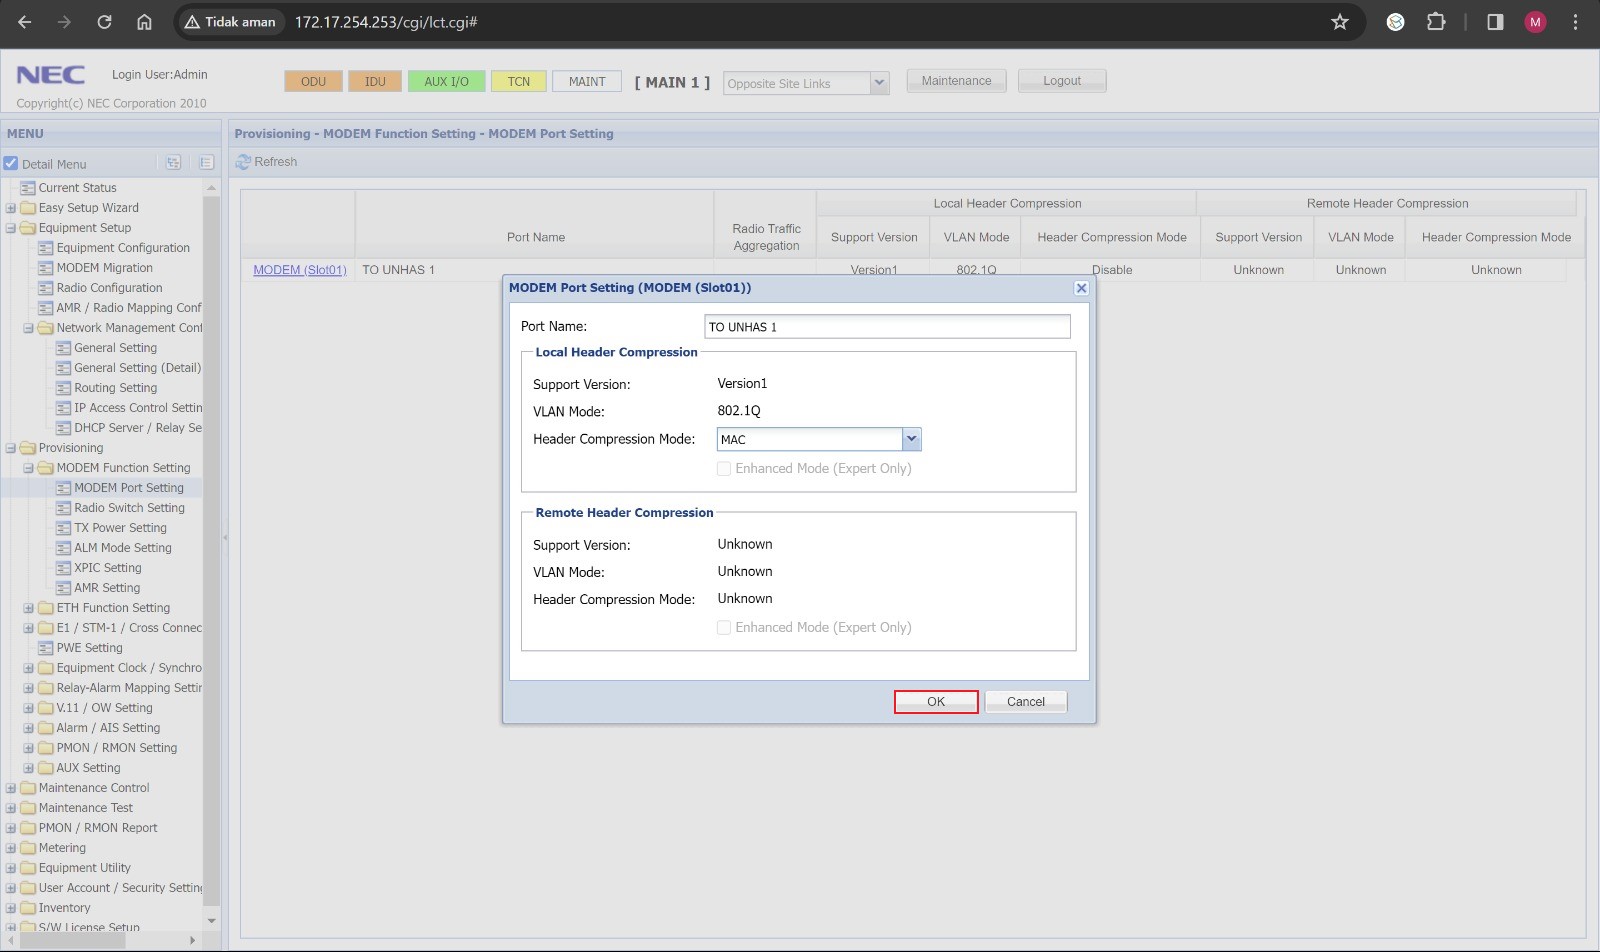 Tidak aman
172.17.254.253/cgi/lct.cgi#
M
NEC
Login User:Admin
Copyright(c) NEC Corporation 2010
ODU
IDU
AUX I/O
TCN
MAINT
[ MAIN 1 ]
Opposite Site Links
Maintenance
Logout
MENU
Detail Menu
Current Status
Easy Setup Wizard
Equipment Setup
Equipment Configuration
MODEM Migration
Radio Configuration
AMR / Radio Mapping Conf
Network Management Conf
General Setting
General Setting (Detail)
Routing Setting
IP Access Control Settin
DHCP Server / Relay Se
Provisioning
MODEM Function Setting
MODEM Port Setting
Radio Switch Setting
TX Power Setting
ALM Mode Setting
XPIC Setting
AMR Setting
ETH Function Setting
E1 / STM-1 / Cross Connec
PWE Setting
Equipment Clock / Synchro
Relay-Alarm Mapping Settir
V.11 / OW Setting
Alarm / AIS Setting
PMON / RMON Setting
AUX Setting
Maintenance Control
Maintenance Test
PMON / RMON Report
Metering
Equipment Utility
User Account / Security Setting
Inventory
S/W License Setup
Provisioning - MODEM Function Setting - MODEM Port Setting
Refresh
Local Header Compression
Remote Header Compression
Port Name
Radio Traffic Aggregation
Support Version
VLAN Mode
Header Compression Mode
Support Version
VLAN Mode
Header Compression Mode
MODEM (Slot01)
TO UNHAS 1
Version1
802.1Q
Disable
Unknown
Unknown
Unknown
MODEM Port Setting (MODEM (Slot01))
Port Name:
TO UNHAS 1
Local Header Compression
Support Version:
Version1
VLAN Mode:
802.1Q
Header Compression Mode:
MAC
Enhanced Mode (Expert Only)
Remote Header Compression
Support Version:
Unknown
VLAN Mode:
Unknown
Header Compression Mode:
Unknown
Enhanced Mode (Expert Only)
OK
Cancel